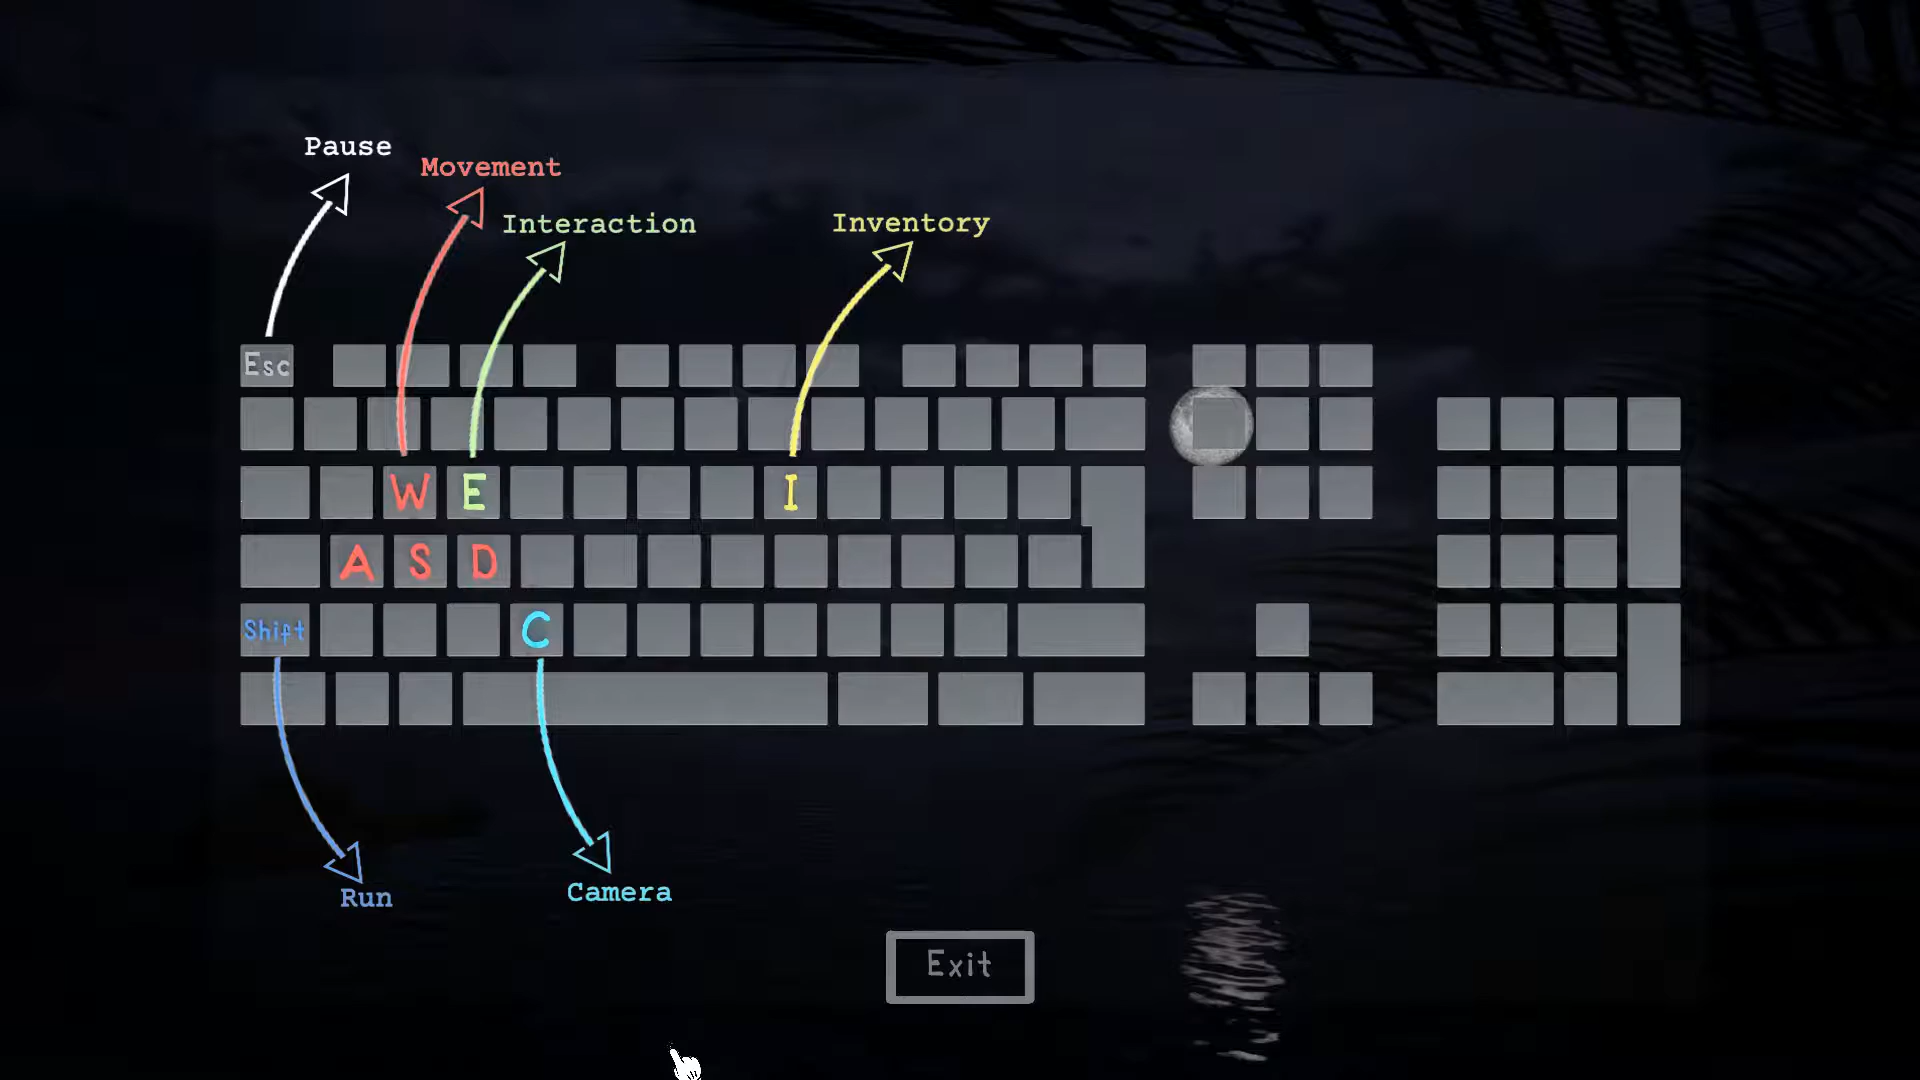 Pause
Movement
Interaction
Inventory
Esc
W E I
A S D
Shift C
Run
Camera
Exit